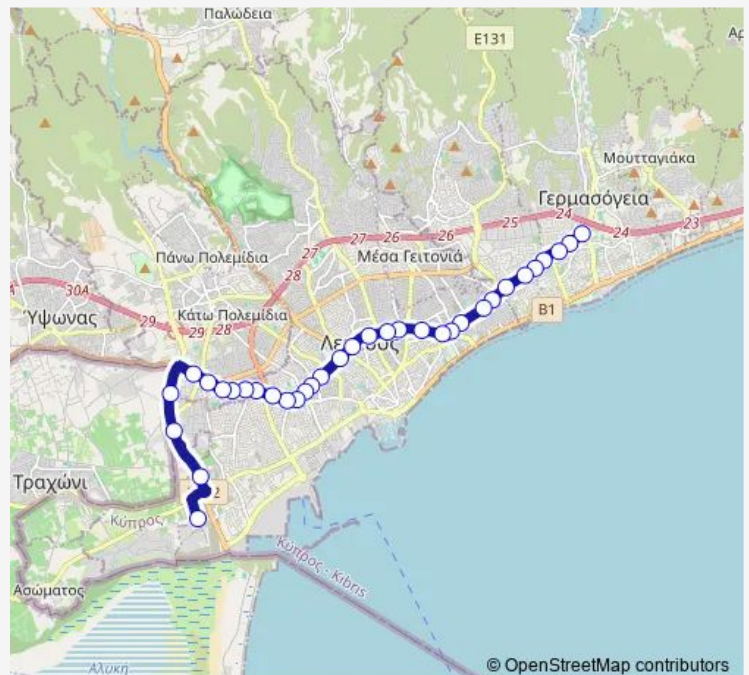 Παλώδεια
E131
Μουτταγιάκα
Γερμασόγεια
24
25
26
26
27
24
23
27
Πάνω Πολεμίδια
Μέσα Γειτονιά
28
30A
B1
Ύψωνας
Κάτω Πολεμίδια
29
29
28
Τραχώνι
Κύπρος
Κύπρος - Kıbrıs
Ασώματος
Αλυκή
© OpenStreetMap contributors